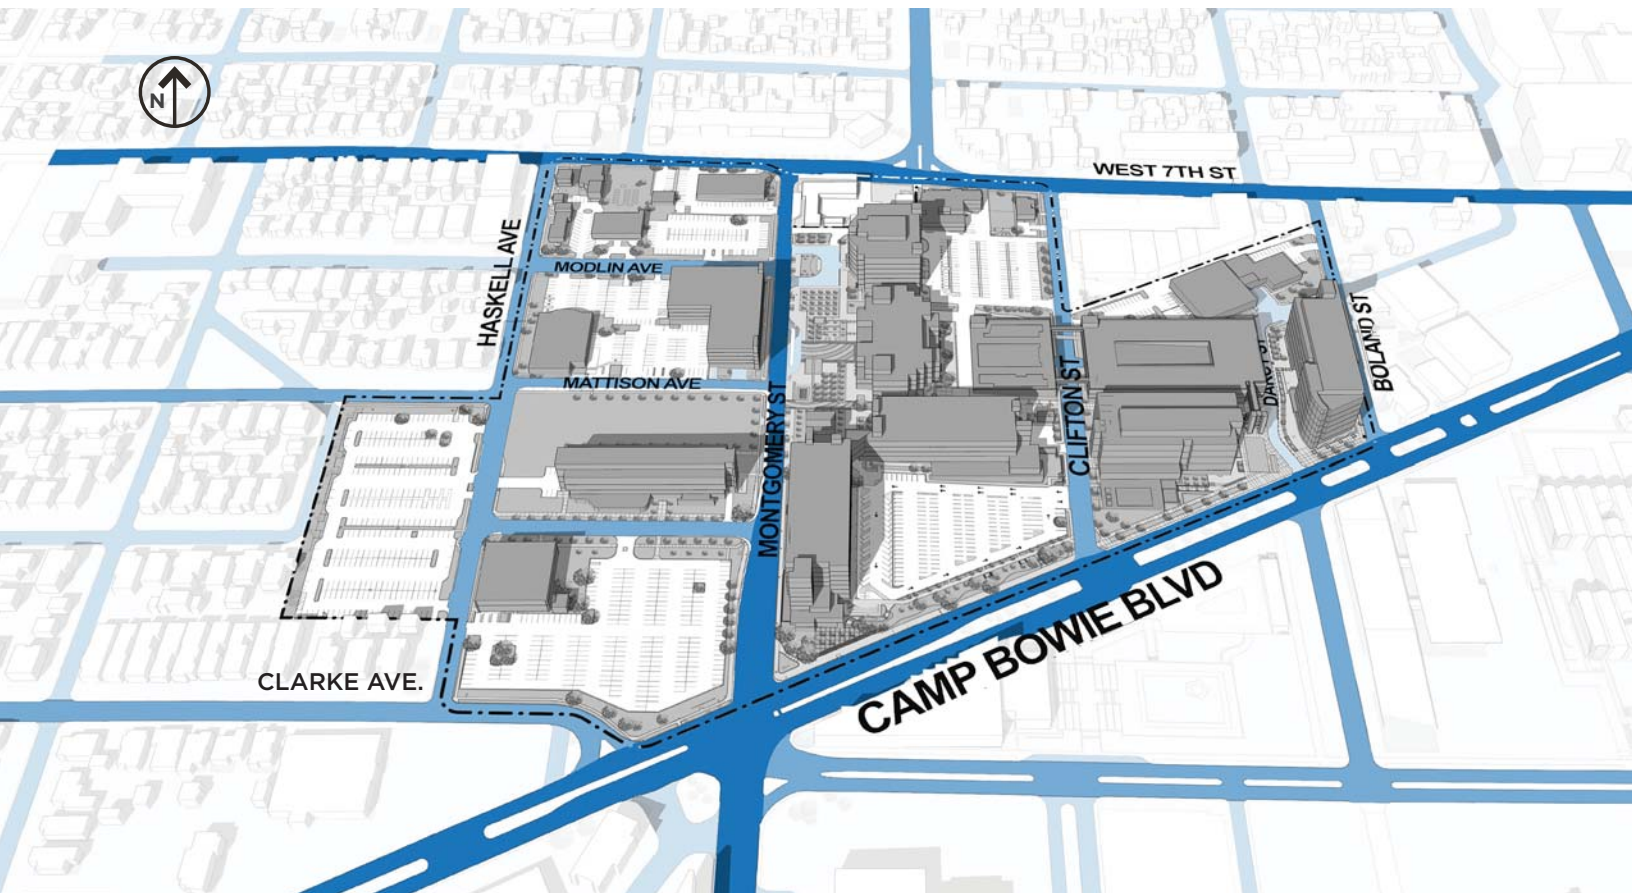 N
WEST 7TH ST
HASKELL AVE
MODLIN AVE
BOLAND ST
MATTISON AVE
MONTGOMERY ST
CLIFTON ST
CLARKE AVE.
CAMP BOWIE BLVD